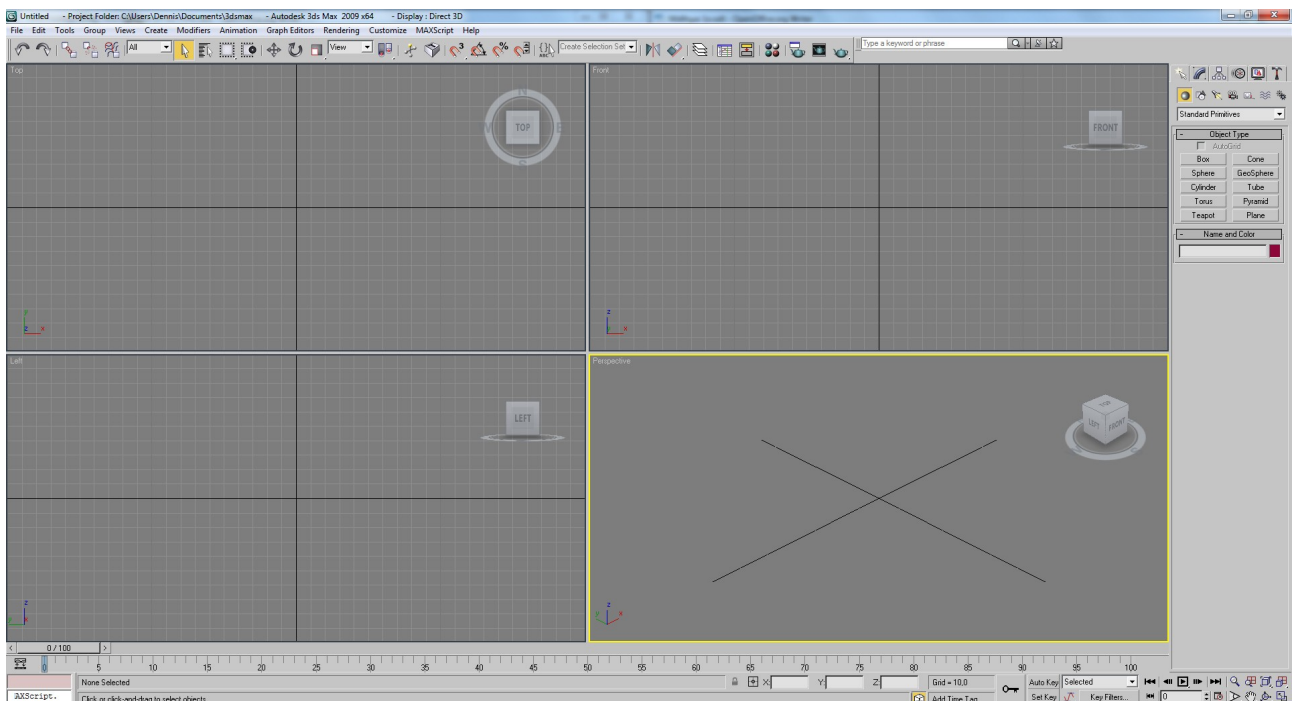 Untitled - Project Folder: C:\Users\Dennis\Documents\3dsmax - Autodesk 3ds Max 2009 x64 - Display : Direct 3D
File Edit Tools Group Views Create Modifiers Animation Graph Editors Rendering Customize MAXScript Help
All View Create Selection Set Type a keyword or phrase
Top
N
TOP
S
Front
FRONT
Standard Primitives
- Object Type
AutoGrid
Box Cone
Sphere GeoSphere
Cylinder Tube
Torus Pyramid
Teapot Plane
- Name and Color
y
z x
z
x
Left
LEFT
Perspective
TOP
LEFT FRONT
z
z
y x
< 0 / 100 >
0 5 10 15 20 25 30 35 40 45 50 55 60 65 70 75 80 85 90 95 100
None Selected X: Y: Z: Grid = 10,0 Auto Key Selected
AXScript. Click or click-and-drag to select objects Add Time Tag Set Key Key Filters... 0